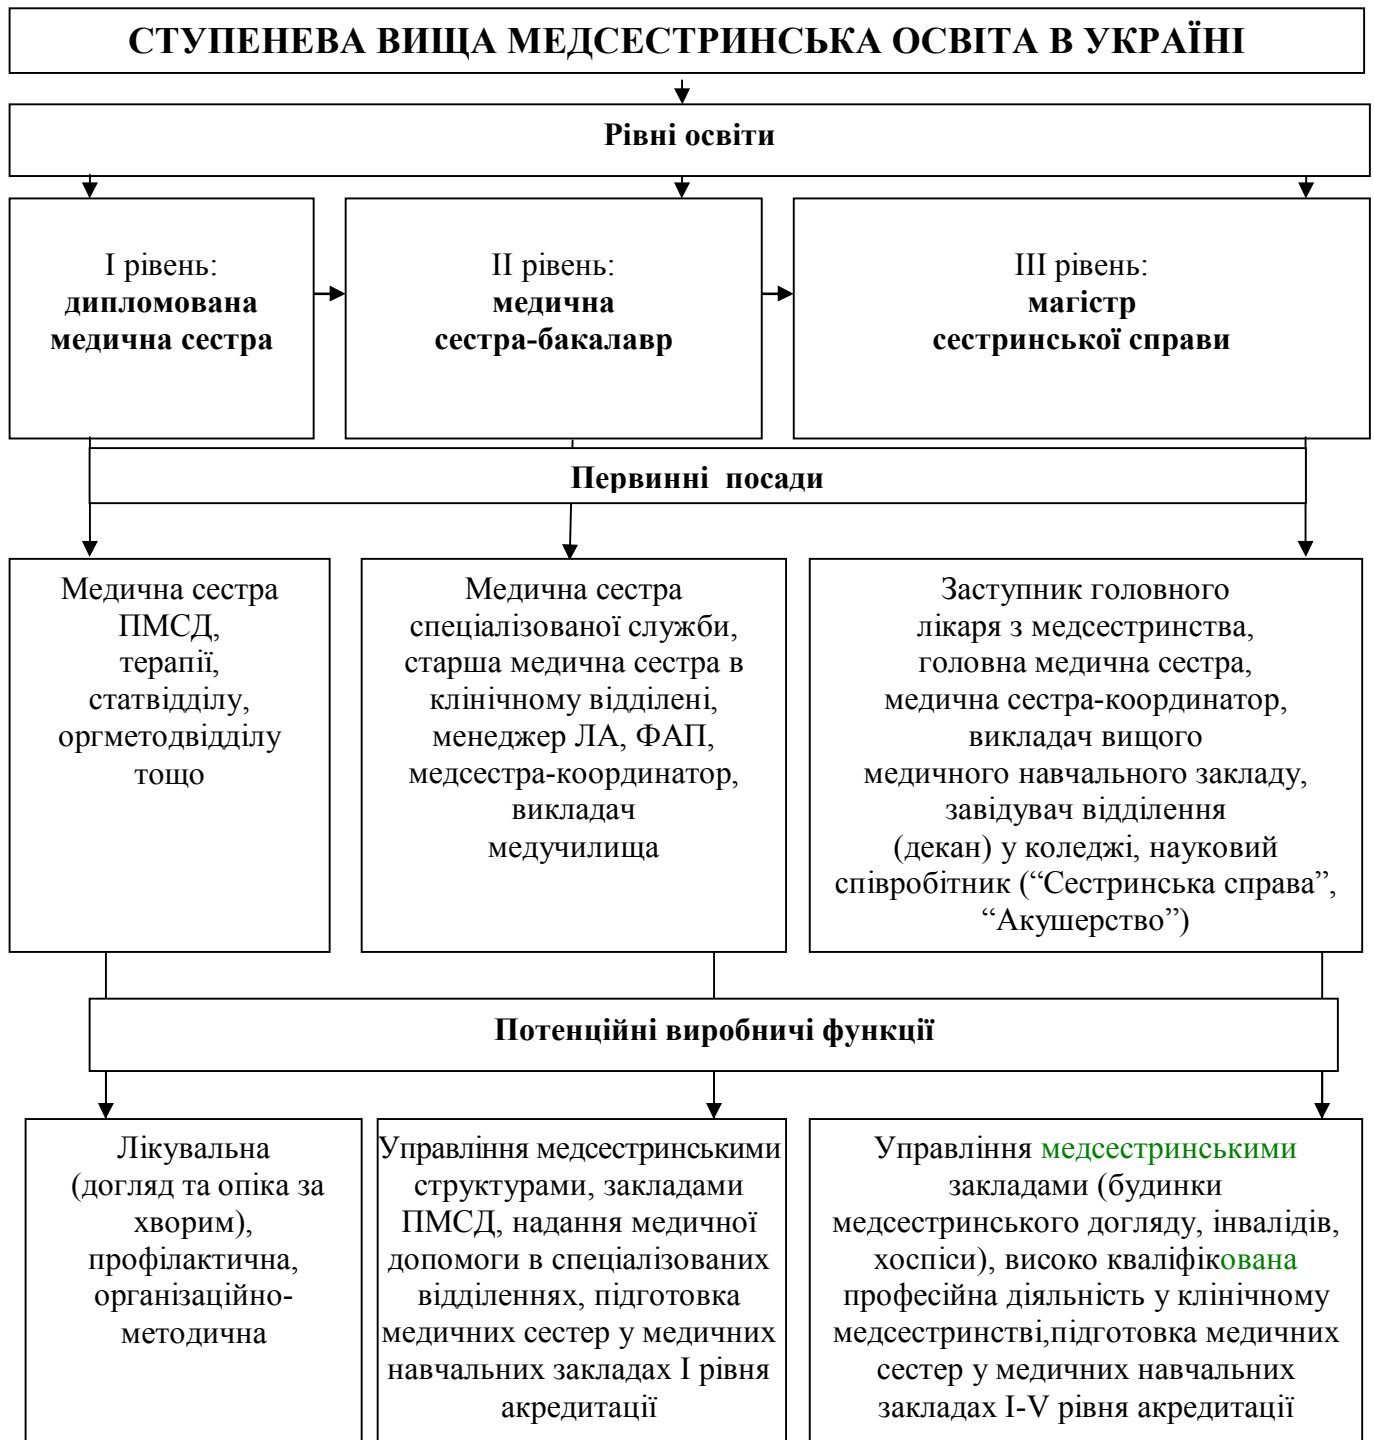 СТУПЕНЕВА ВИЩА МЕДСЕСТРИНСЬКА ОСВІТА В УКРАЇНІ
Рівні освіти
І рівень:
дипломована
медична сестра
ІІ рівень:
медична
сестра-бакалавр
ІІІ рівень:
магістр
сестринської справи
Первинні посади
Медична сестра
ПМСД,
терапії,
статвідділу,
оргметодвідділу
тощо
Медична сестра
спеціалізованої служби,
старша медична сестра в
клінічному відділені,
менеджер ЛА, ФАП,
медсестра-координатор,
викладач
медучилища
Заступник головного
лікаря з медсестринства,
головна медична сестра,
медична сестра-координатор,
викладач вищого
медичного навчального закладу,
завідувач відділення
(декан) у коледжі, науковий
співробітник (“Сестринська справа”,
“Акушерство”)
Потенційні виробничі функції
Лікувальна
(догляд та опіка за
хворим),
профілактична,
організаційно-
методична
Управління медсестринськими
структурами, закладами
ПМСД, надання медичної
допомоги в спеціалізованих
відділеннях, підготовка
медичних сестер у медичних
навчальних закладах І рівня
акредитації
Управління медсестринськими
закладами (будинки
медсестринського догляду, інвалідів,
хоспіси), високо кваліфікована
професійна діяльність у клінічному
медсестринстві,підготовка медичних
сестер у медичних навчальних
закладах І-V рівня акредитації